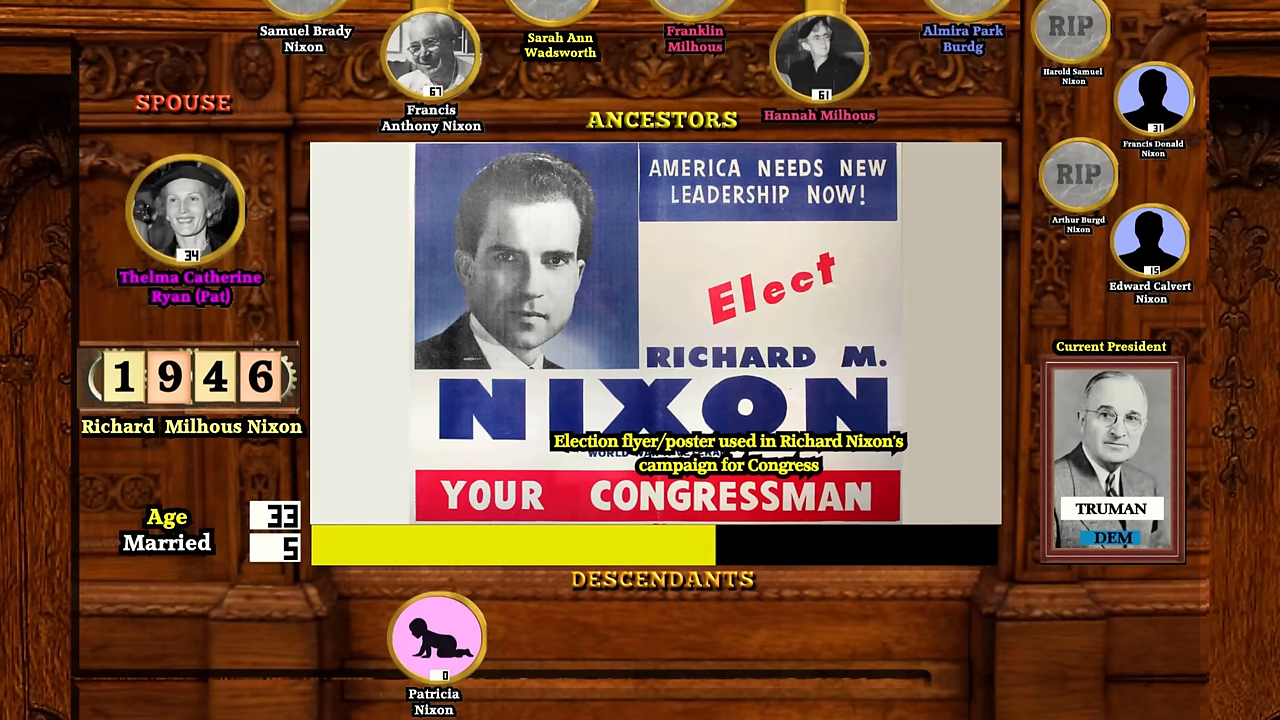 Samuel Brady
Nixon
67
Francis
Anthony Nixon
Sarah Ann
Wadsworth
Franklin
Milhous
61
Hannah Milhous
Almira Park
Burdg
RIP
Harold Samuel
Nixon
31
Francis Donald
Nixon
RIP
Arthur Burgd
Nixon
15
Edward Calvert
Nixon
SPOUSE
ANCESTORS
34
Thelma Catherine
Ryan (Pat)
1946
Richard Milhous Nixon
Age 33
Married 5
AMERICA NEEDS NEW
LEADERSHIP NOW!
Elect
RICHARD M.
NIXON
Election flyer/poster used in Richard Nixon's
campaign for Congress
YOUR CONGRESSMAN
Current President
TRUMAN
DEM
DESCENDANTS
0
Patricia
Nixon